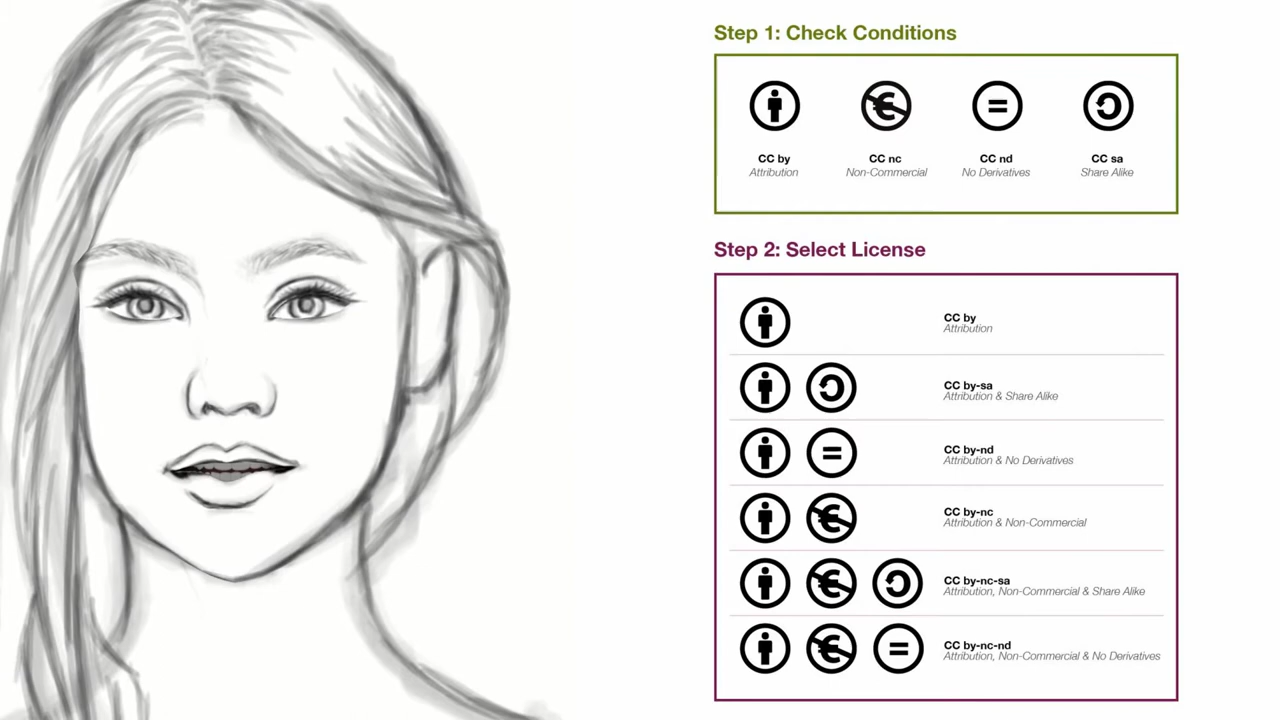 Step 1: Check Conditions
CC by
Attribution
CC nc
Non-Commercial
CC nd
No Derivatives
CC sa
Share Alike
Step 2: Select License
CC by
Attribution
CC by-sa
Attribution & Share Alike
CC by-nd
Attribution & No Derivatives
CC by-nc
Attribution & Non-Commercial
CC by-nc-sa
Attribution, Non-Commercial & Share Alike
CC by-nc-nd
Attribution, Non-Commercial & No Derivatives